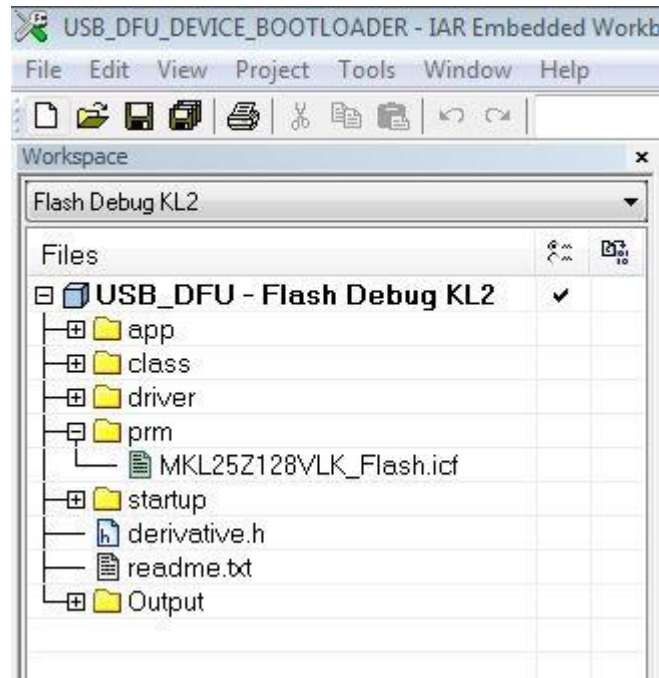 USB_DFU_DEVICE_BOOTLOADER - IAR Embedded Workb
File Edit View Project Tools Window Help
Workspace
Flash Debug KL2
Files
USB_DFU - Flash Debug KL2
app
class
driver
prm
MKL25Z128VLK_Flash.icf
startup
derivative.h
readme.txt
Output